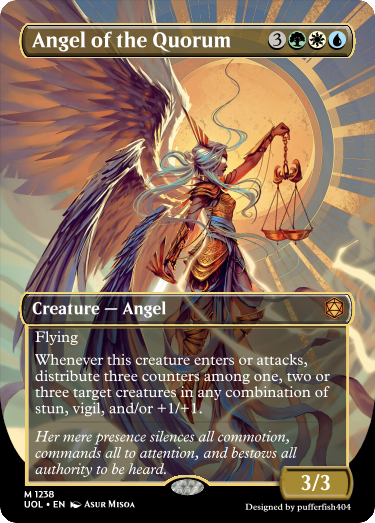 Angel of the Quorum 3
Creature — Angel
Flying
Whenever this creature enters or attacks,
distribute three counters among one, two or
three target creatures in any combination of
stun, vigil, and/or +1/+1.
Her mere presence silences all commotion,
commands all to attention, and bestows all
authority to be heard.
3/3
M 1238
UOL • EN Asur Misoa
Designed by pufferfish404